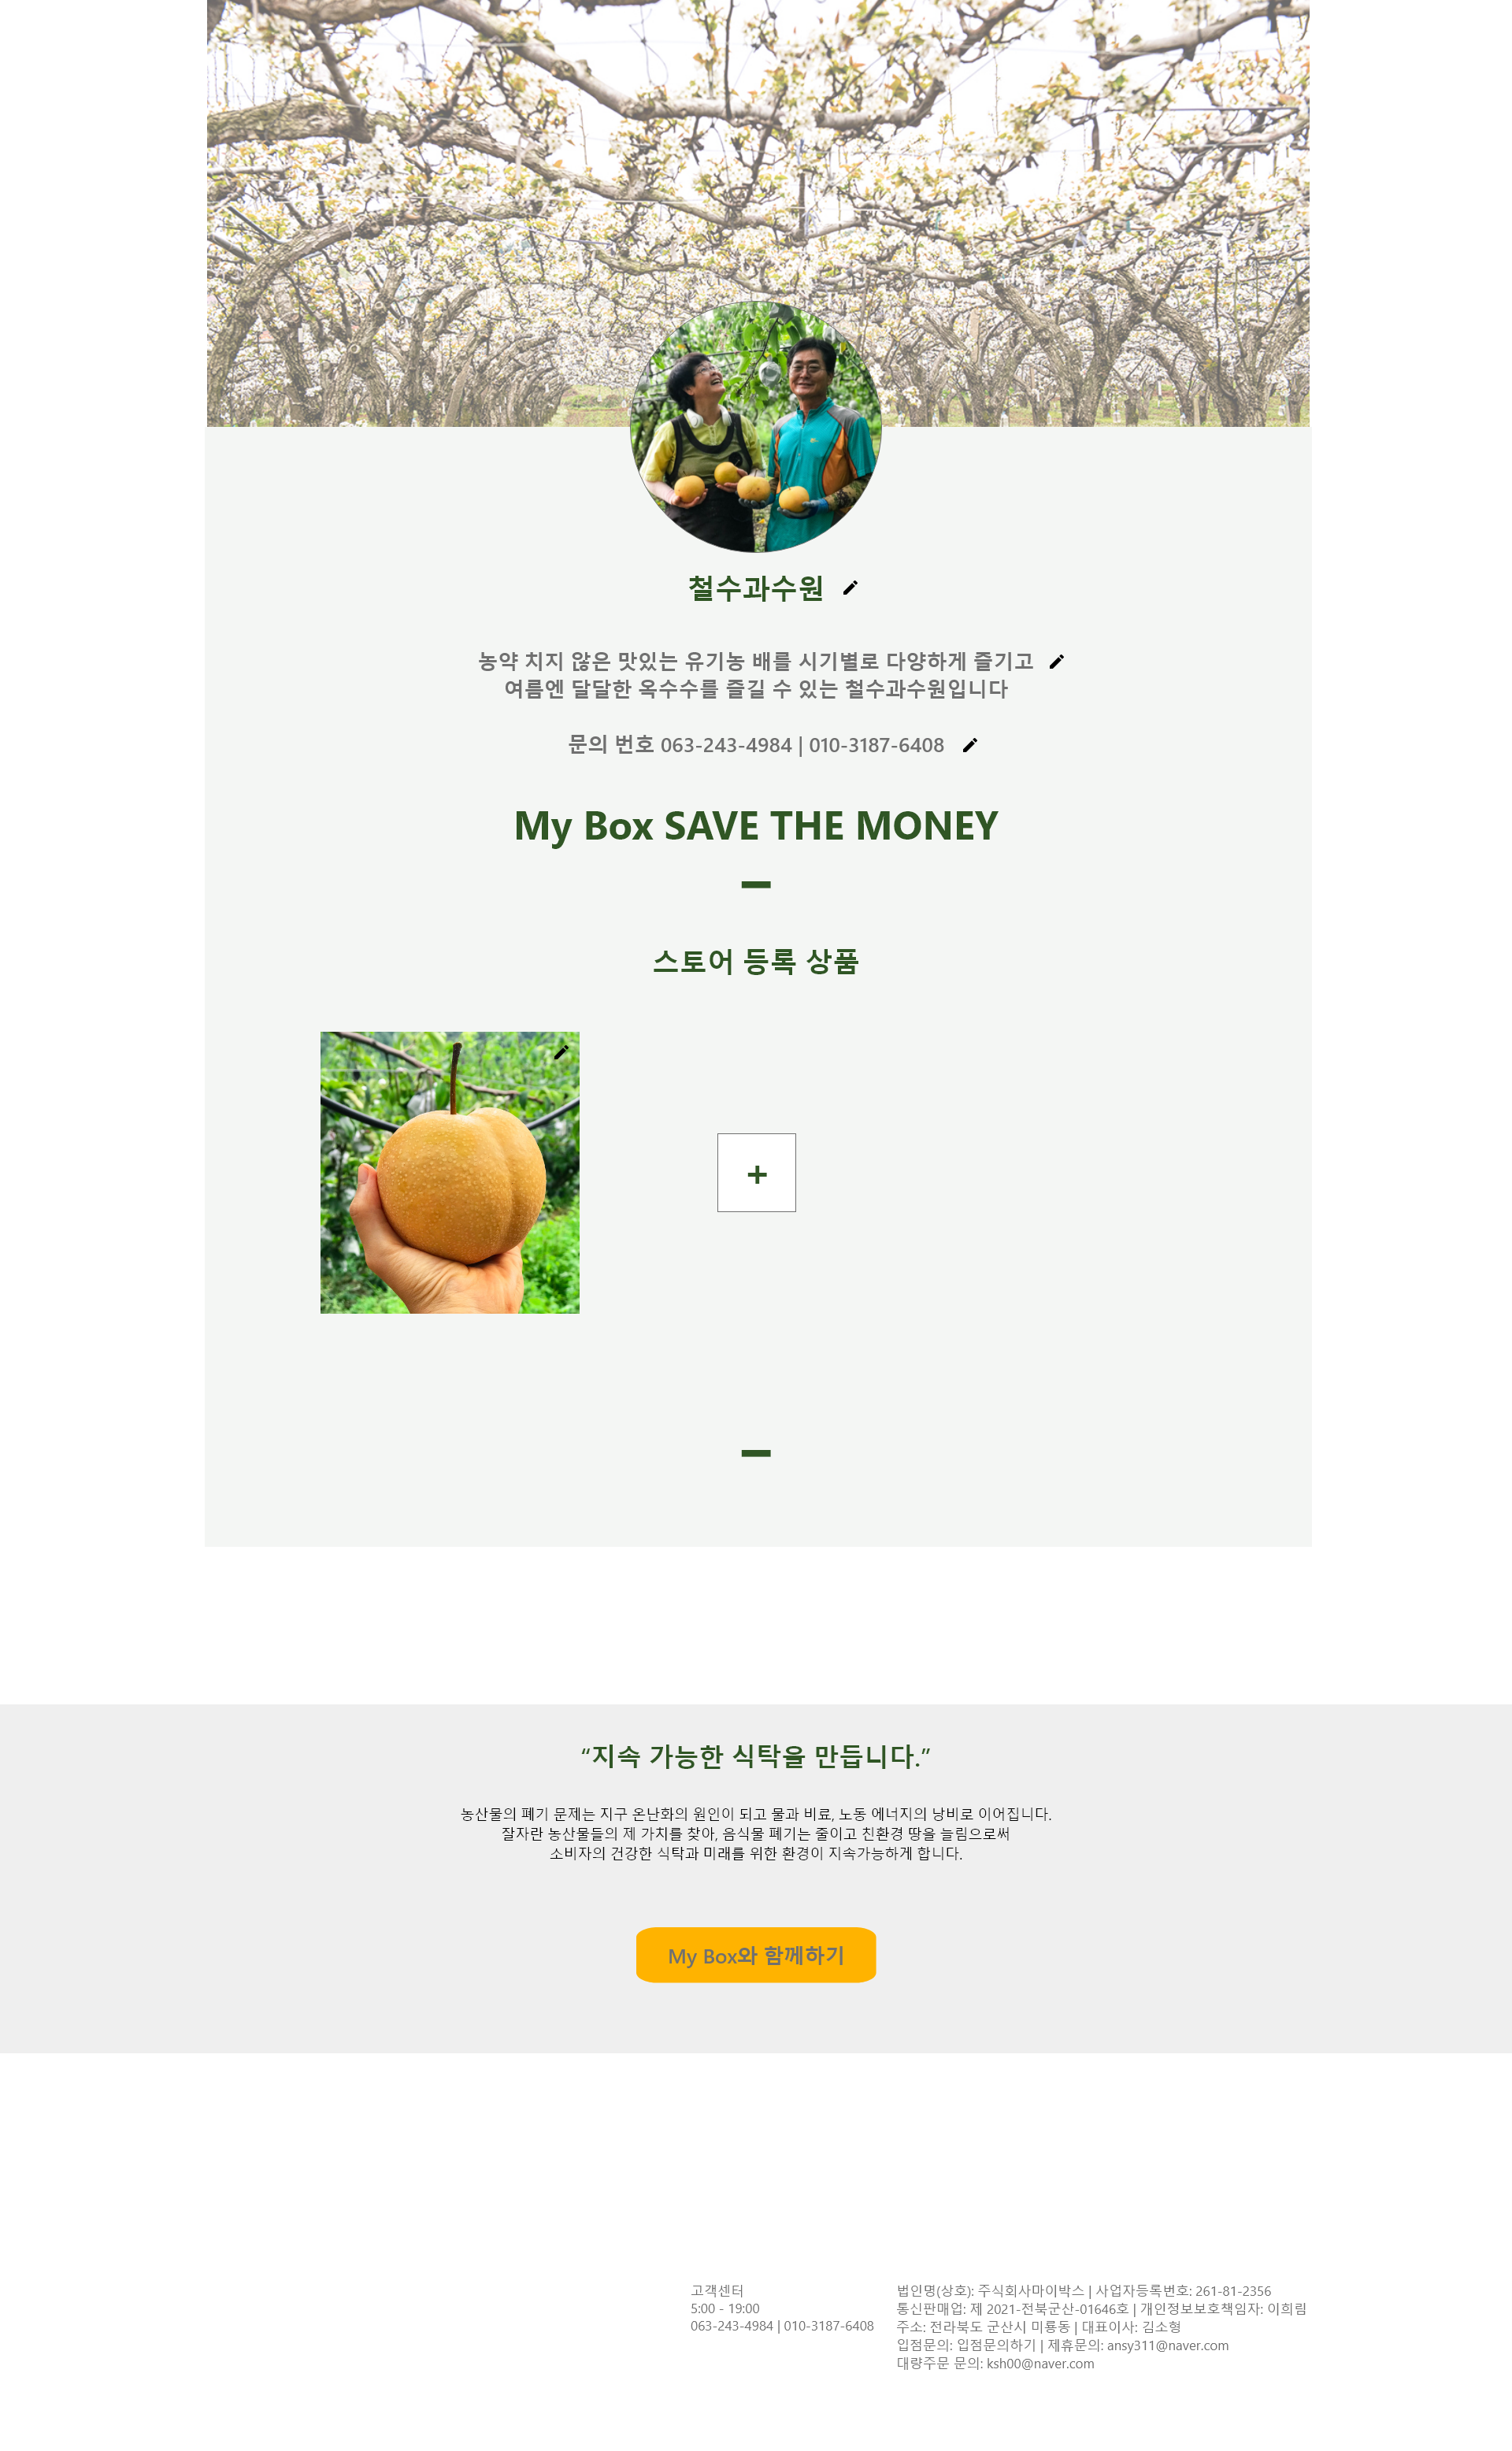 철수과수원
농약 치지 않은 맛있는 유기농 배를 시기별로 다양하게 즐기고
여름엔 달달한 옥수수를 즐길 수 있는 철수과수원입니다
문의 번호 063-243-4984 | 010-3187-6408
My Box SAVE THE MONEY
스토어 등록 상품
+
“지속 가능한 식탁을 만듭니다.”
농산물의 폐기 문제는 지구 온난화의 원인이 되고 물과 비료, 노동 에너지의 낭비로 이어집니다.
잘자란 농산물들의 제 가치를 찾아, 음식물 폐기는 줄이고 친환경 땅을 늘림으로써
소비자의 건강한 식탁과 미래를 위한 환경이 지속가능하게 합니다.
My Box와 함께하기
고객센터
5:00 - 19:00
063-243-4984 | 010-3187-6408
법인명(상호): 주식회사마이박스 | 사업자등록번호: 261-81-2356
통신판매업: 제 2021-전북군산-01646호 | 개인정보보호책임자: 이희림
주소: 전라북도 군산시 미룡동 | 대표이사: 김소형
입점문의: 입점문의하기 | 제휴문의: ansy311@naver.com
대량주문 문의: ksh00@naver.com